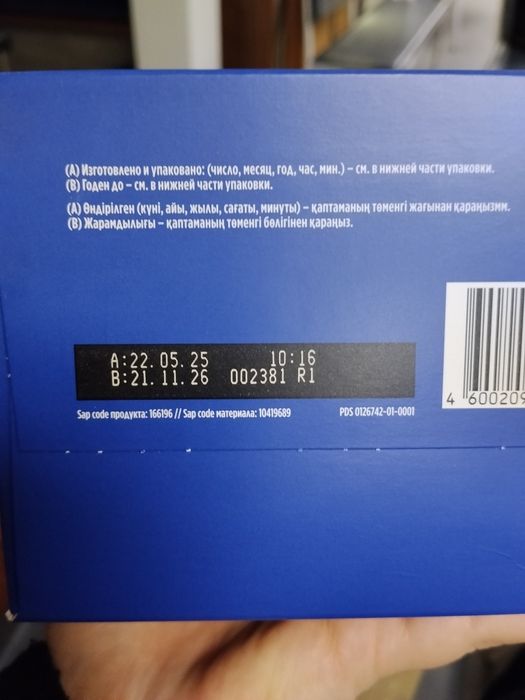 (А) Изготовлено и упаковано: (число, месяц, год, час, мин.) – см. в нижней части упаковки.
(В) Годен до – см. в нижней части упаковки.
(А) Өндірілген (күні, айы, жылы, сағаты, минуты) – қаптаманың төменгі жағынан қараңызмм.
(В) Жарамдылығы – қаптаманың төменгі бөлігінен қараңыз.
A:22.05.25 10:16
B:21.11.26 002381 R1
Sap code продукта: 166196 // Sap code материала: 10419689
PDS 0126742-01-0001
4 600209